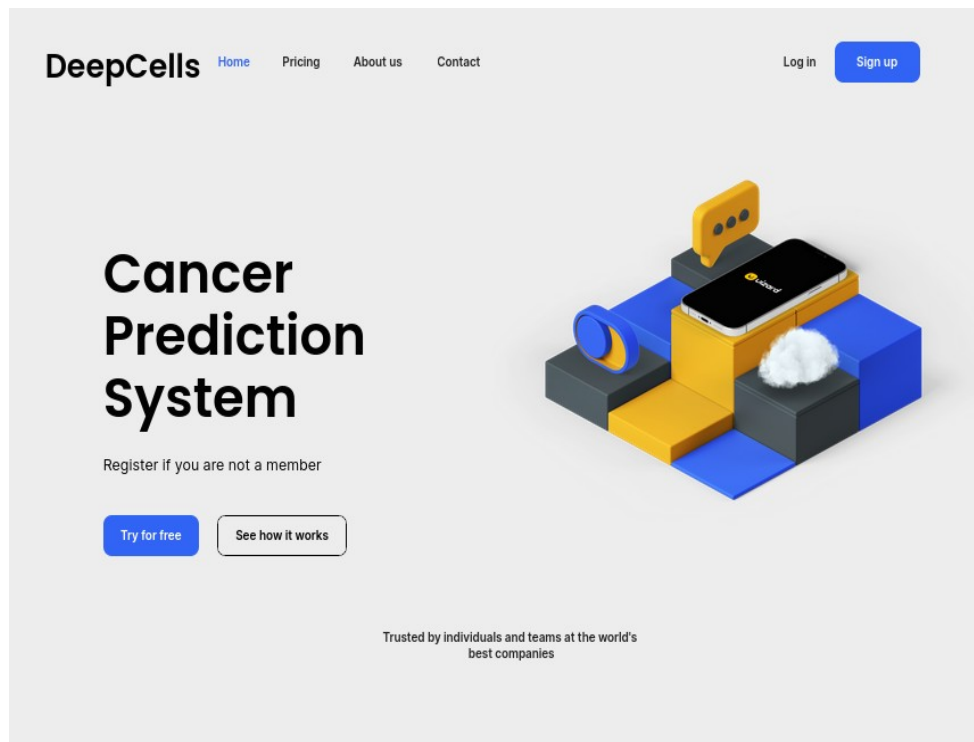 DeepCells
Home
Pricing
About us
Contact
Log in
Sign up
uizard
Cancer
Prediction
System
Register if you are not a member
Try for free
See how it works
Trusted by individuals and teams at the world's
best companies